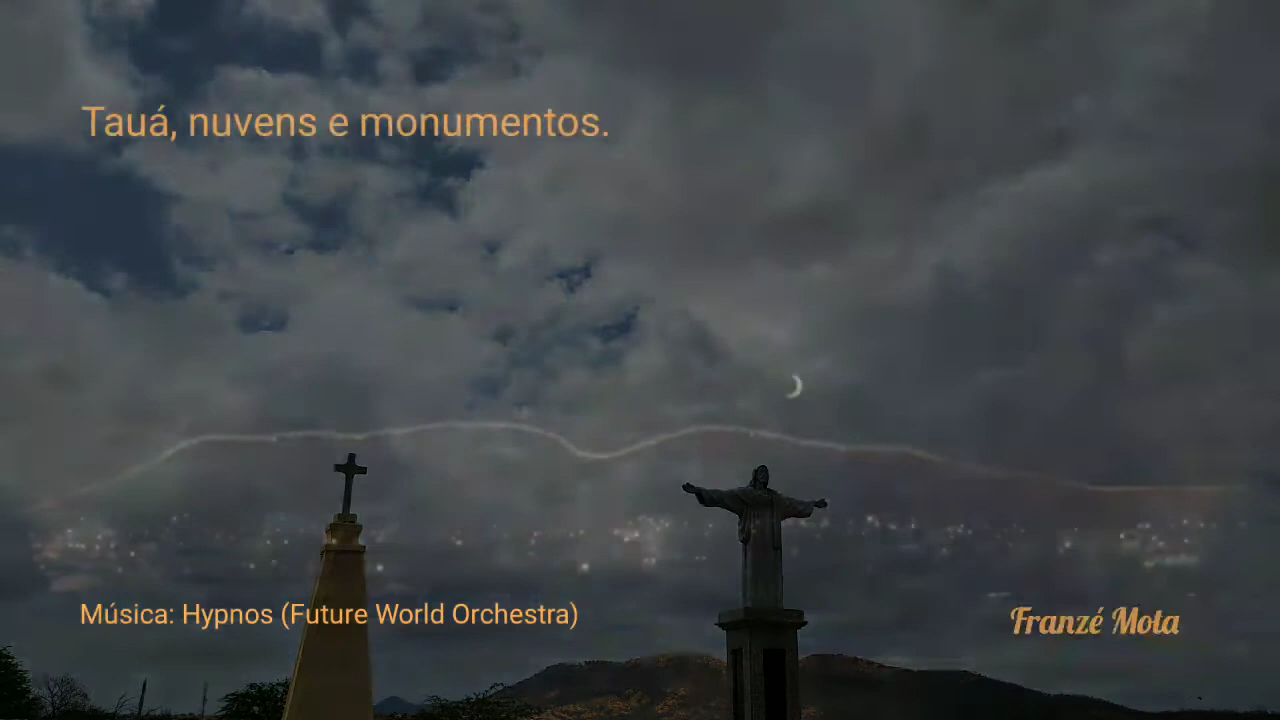 Tauá, nuvens e monumentos.
Música: Hypnos (Future World Orchestra)
Franzé Mota